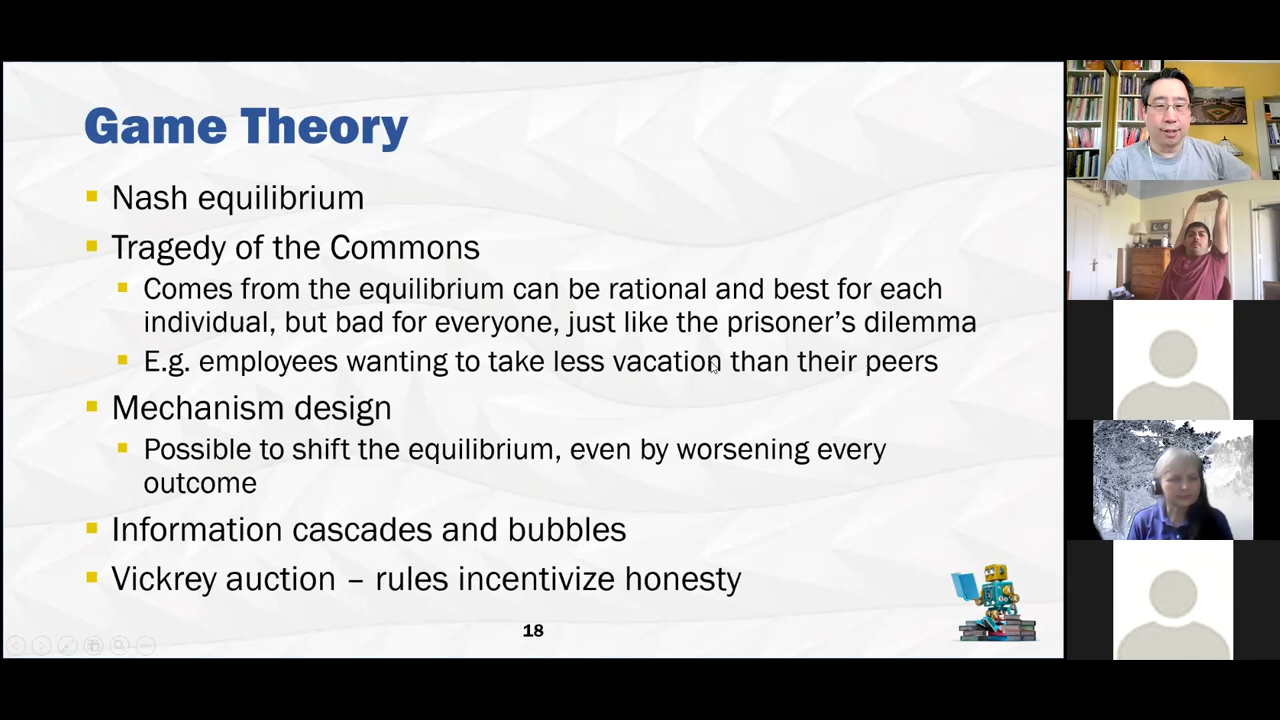 Game Theory
Nash equilibrium
Tragedy of the Commons
Comes from the equilibrium can be rational and best for each
individual, but bad for everyone, just like the prisoner’s dilemma
E.g. employees wanting to take less vacation than their peers
Mechanism design
Possible to shift the equilibrium, even by worsening every
outcome
Information cascades and bubbles
Vickrey auction – rules incentivize honesty
18